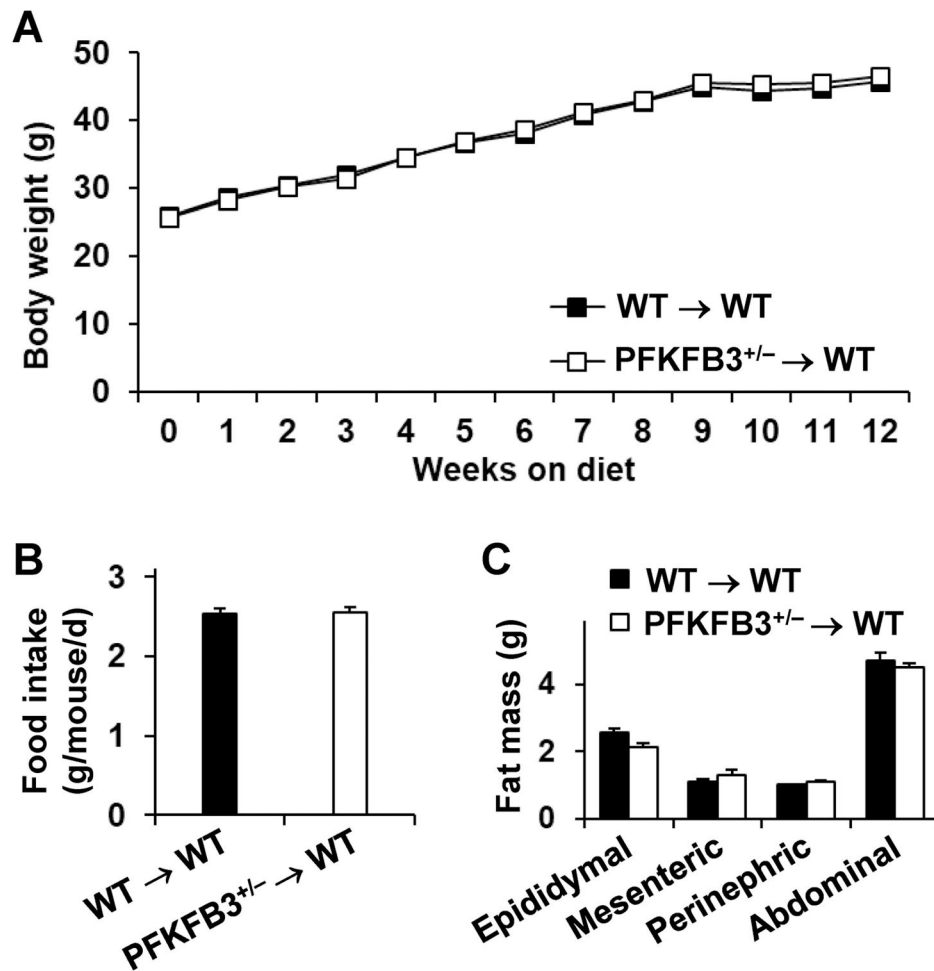 A
50
40
30
20
10
0
Body weight (g)
WT → WT
PFKFB3⁺/⁻ → WT
0 1 2 3 4 5 6 7 8 9 10 11 12
Weeks on diet
B
3
2
1
0
Food intake
(g/mouse/d)
WT → WT
PFKFB3⁺/⁻ → WT
C
WT → WT
PFKFB3⁺/⁻ → WT
4
2
0
Fat mass (g)
Epididymal
Mesenteric
Perinephric
Abdominal